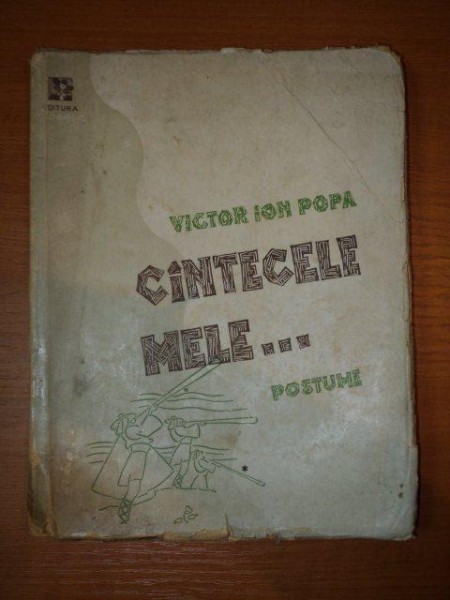 EDITURA
VICTOR ION POPA
CÎNTECELE
MELE...
POSTUME